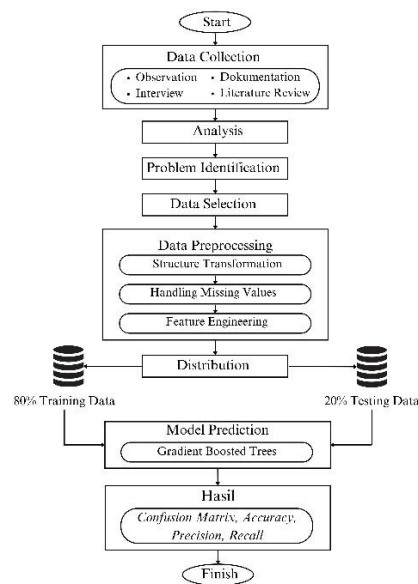 Start
Data Collection
• Observation • Dokumentation
• Interview • Literature Review
Analysis
Problem Identification
Data Selection
Data Preprocessing
Structure Transformation
Handling Missing Values
Feature Engineering
Distribution
80% Training Data
20% Testing Data
Model Prediction
Gradient Boosted Trees
Hasil
Confusion Matrix, Accuracy,
Precision, Recall
Finish